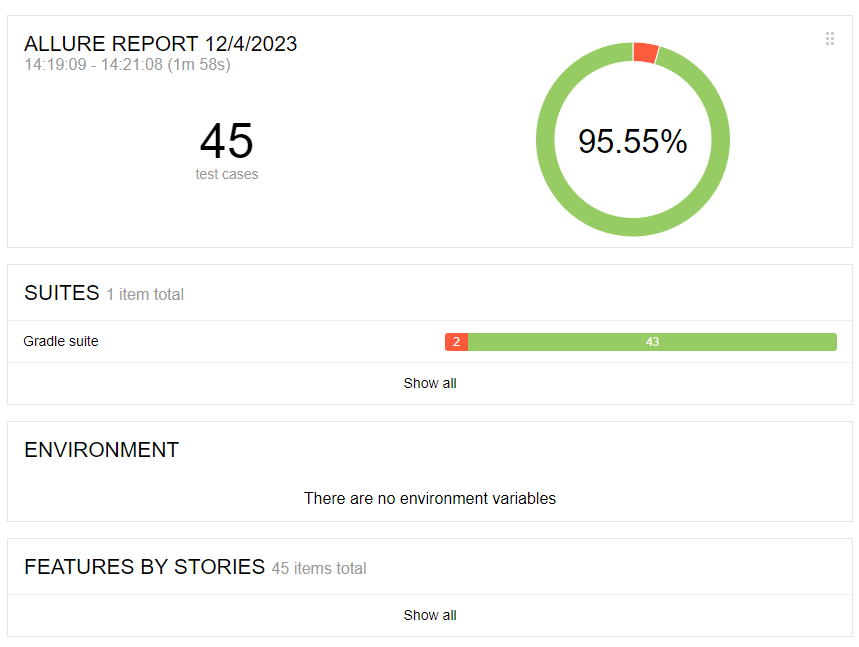 ALLURE REPORT 12/4/2023
14:19:09 - 14:21:08 (1m 58s)
45
test cases
95.55%
SUITES 1 item total
Gradle suite 2 43
Show all
ENVIRONMENT
There are no environment variables
FEATURES BY STORIES 45 items total
Show all